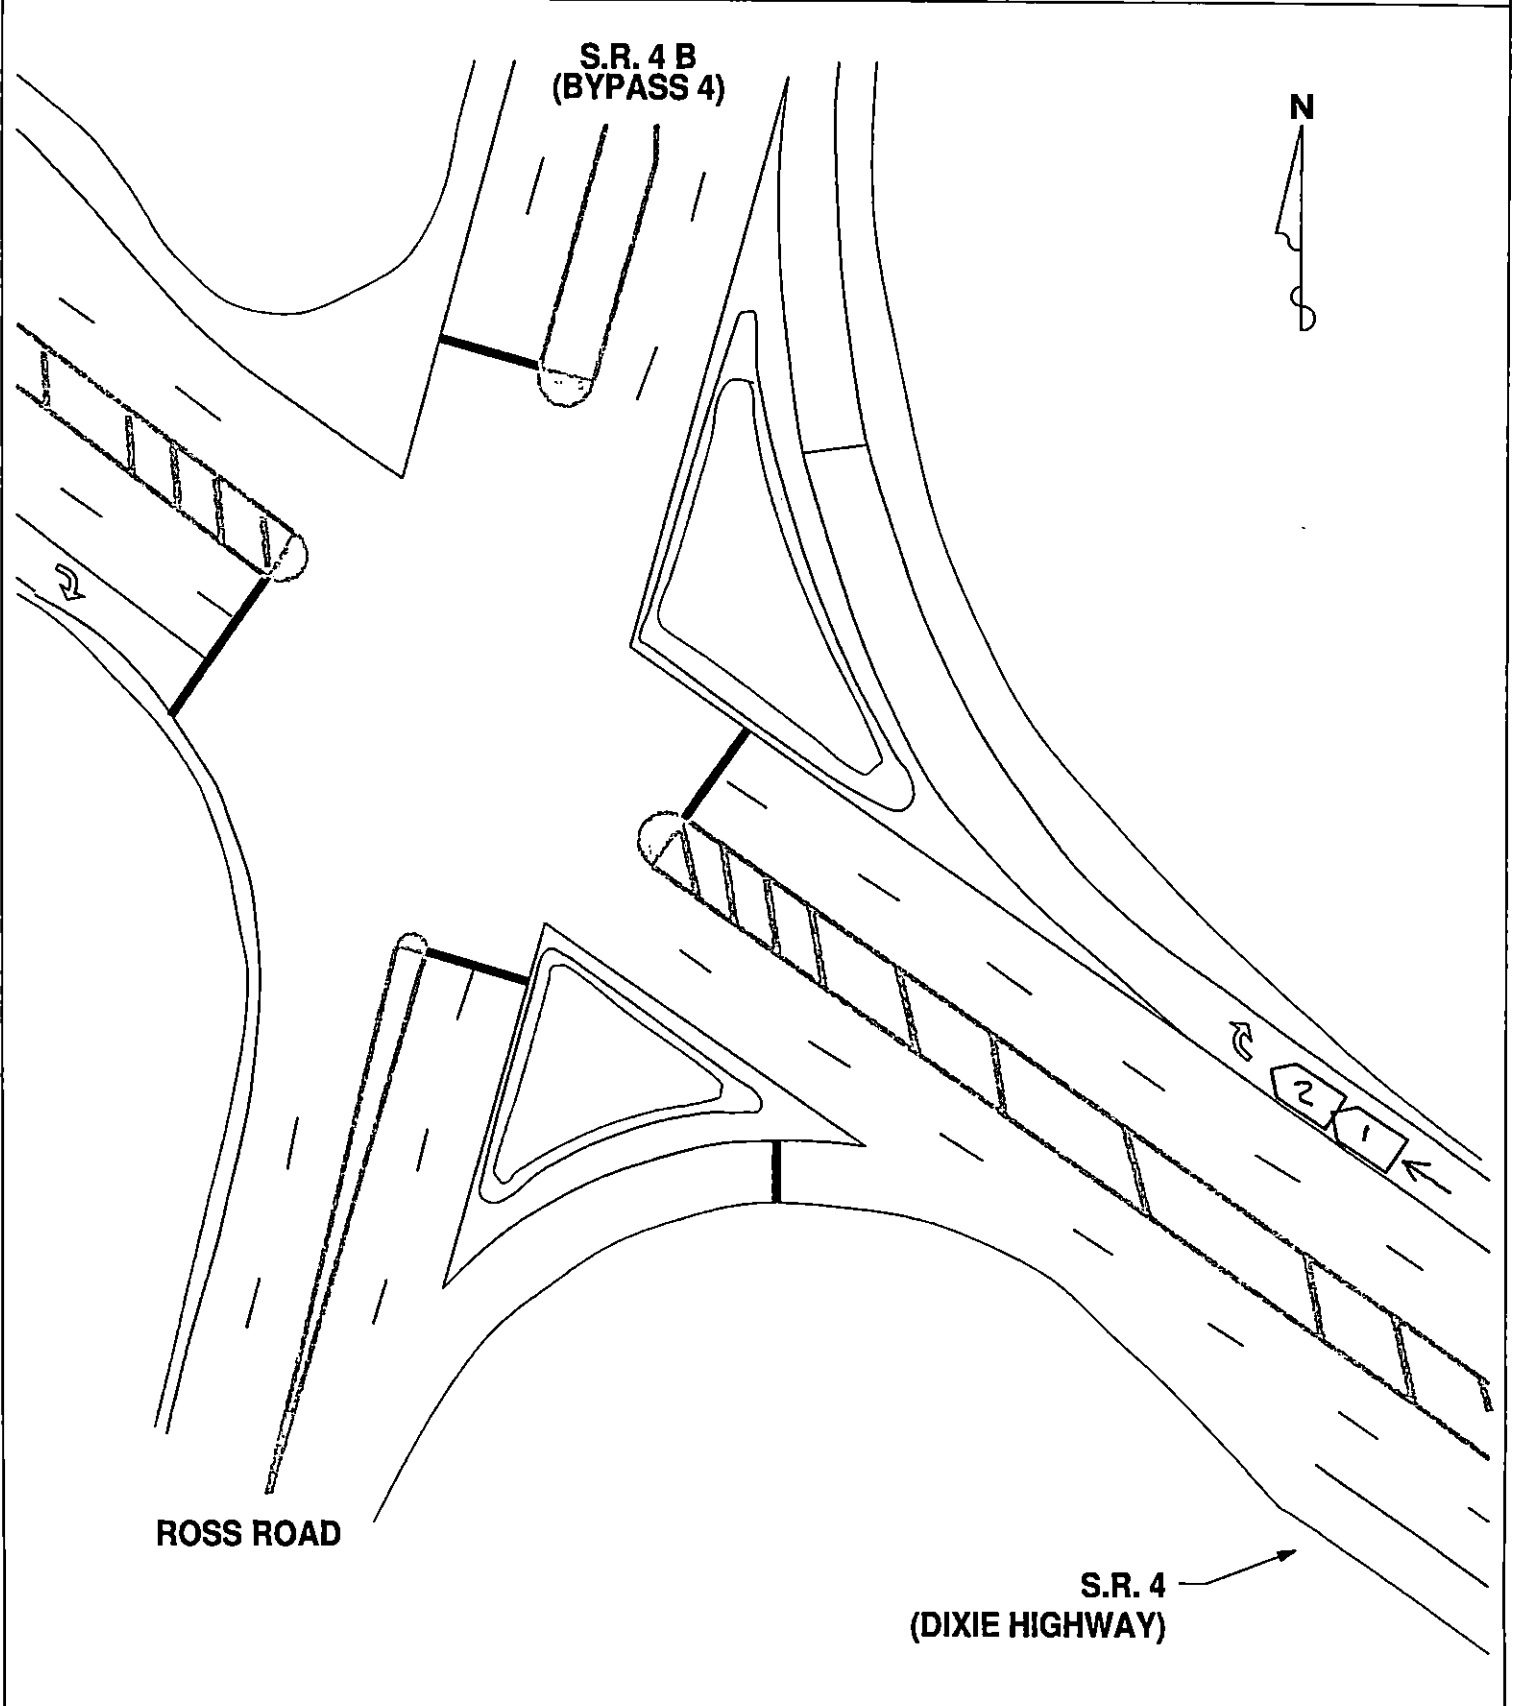 S.R. 4 B
(BYPASS 4)
N
2
1
ROSS ROAD
S.R. 4
(DIXIE HIGHWAY)